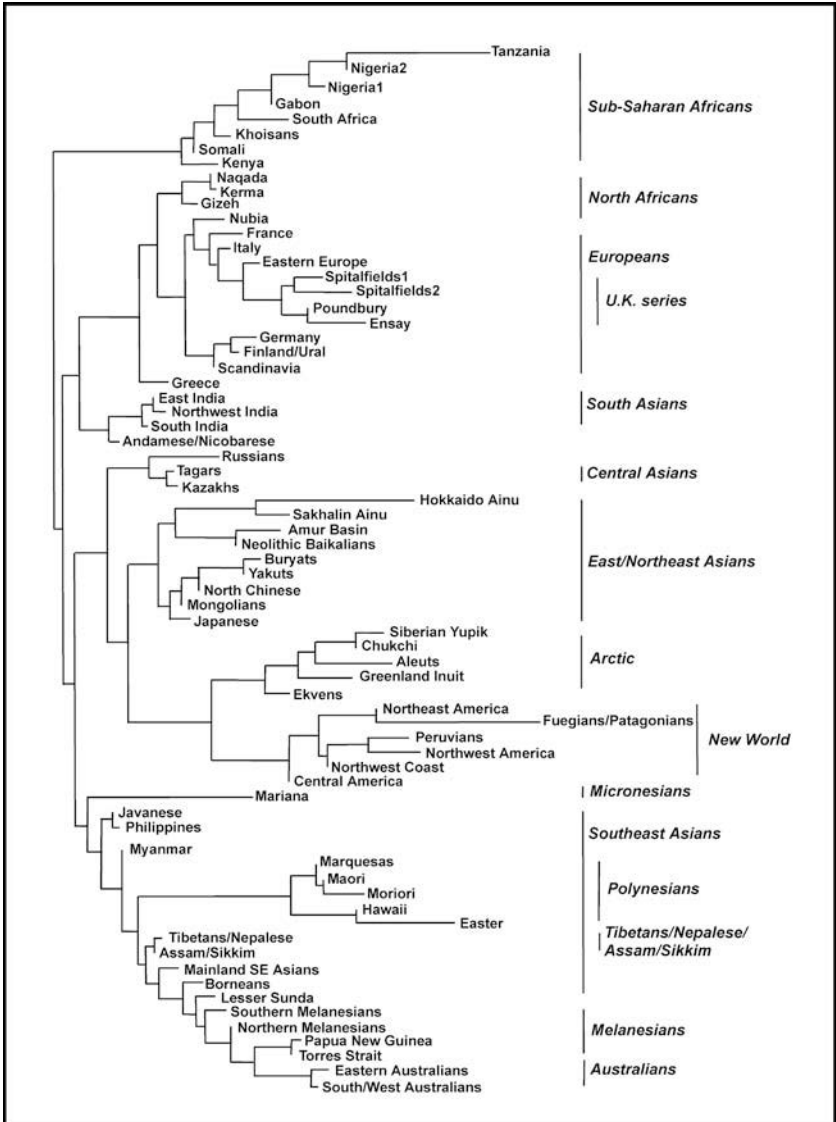 Tanzania
Nigeria2
Nigeria1
Gabon
South Africa
Khoisans
Somali
Kenya
Sub-Saharan Africans
Naqada
Kerma
Gizeh
North Africans
Nubia
France
Italy
Eastern Europe
Spitalfields1
Spitalfields2
Poundbury
Ensay
Germany
Finland/Ural
Scandinavia
Greece
Europeans
U.K. series
East India
Northwest India
South India
Andamese/Nicobarese
South Asians
Russians
Tagars
Kazakhs
Central Asians
Hokkaido Ainu
Sakhalin Ainu
Amur Basin
Neolithic Baikalians
Buryats
Yakuts
North Chinese
Mongolians
Japanese
East/Northeast Asians
Siberian Yupik
Chukchi
Aleuts
Greenland Inuit
Ekvens
Arctic
Northeast America
Fuegians/Patagonians
Peruvians
Northwest America
Northwest Coast
Central America
New World
Mariana
Micronesians
Javanese
Philippines
Myanmar
Southeast Asians
Marquesas
Maori
Moriori
Hawaii
Easter
Polynesians
Tibetans/Nepalese
Assam/Sikkim
Tibetans/Nepalese/
Assam/Sikkim
Mainland SE Asians
Borneans
Lesser Sunda
Southern Melanesians
Northern Melanesians
Papua New Guinea
Torres Strait
Melanesians
Eastern Australians
South/West Australians
Australians